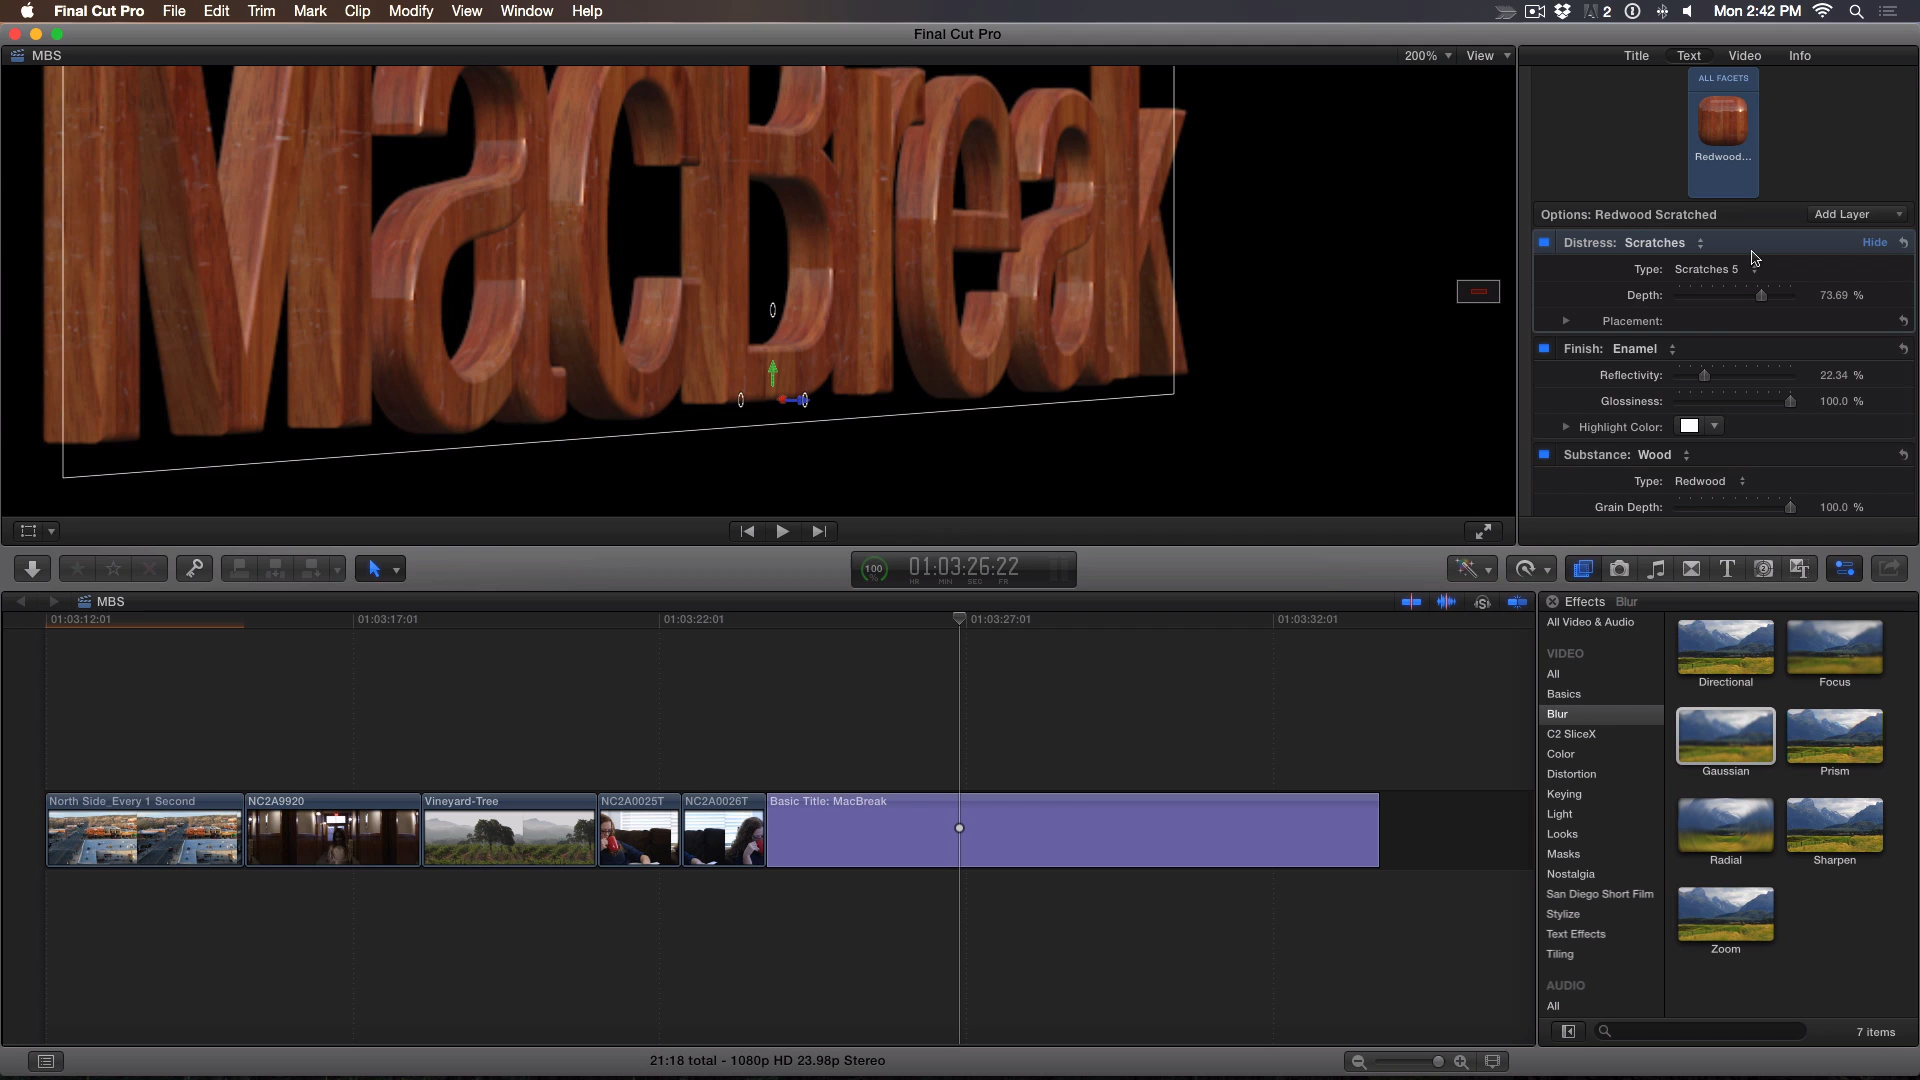 Final Cut Pro File Edit Trim Mark Clip Modify View Window Help 2 Mon 2:42 PM
Final Cut Pro
MBS 200% View Title Text Video Info
MacBreak
ALL FACETS
Redwood...
Options: Redwood Scratched Add Layer
Distress: Scratches Hide
Type: Scratches 5
Depth: 73.69 %
Placement:
Finish: Enamel
Reflectivity: 22.34 %
Glossiness: 100.0 %
Highlight Color:
Substance: Wood
Type: Redwood
Grain Depth: 100.0 %
100 % 01:03:26:22
HR MIN SEC FR
MBS Effects Blur
01:03:12:01 01:03:17:01 01:03:22:01 01:03:27:01 01:03:32:01
North Side_Every 1 Second NC2A9920 Vineyard-Tree NC2A0025T NC2A0026T Basic Title: MacBreak
All Video & Audio
VIDEO
All
Basics
Blur
C2 SliceX
Color
Distortion
Keying
Light
Looks
Masks
Nostalgia
San Diego Short Film
Stylize
Text Effects
Tiling
AUDIO
All
Directional Focus
Gaussian Prism
Radial Sharpen
Zoom
7 items
21:18 total - 1080p HD 23.98p Stereo